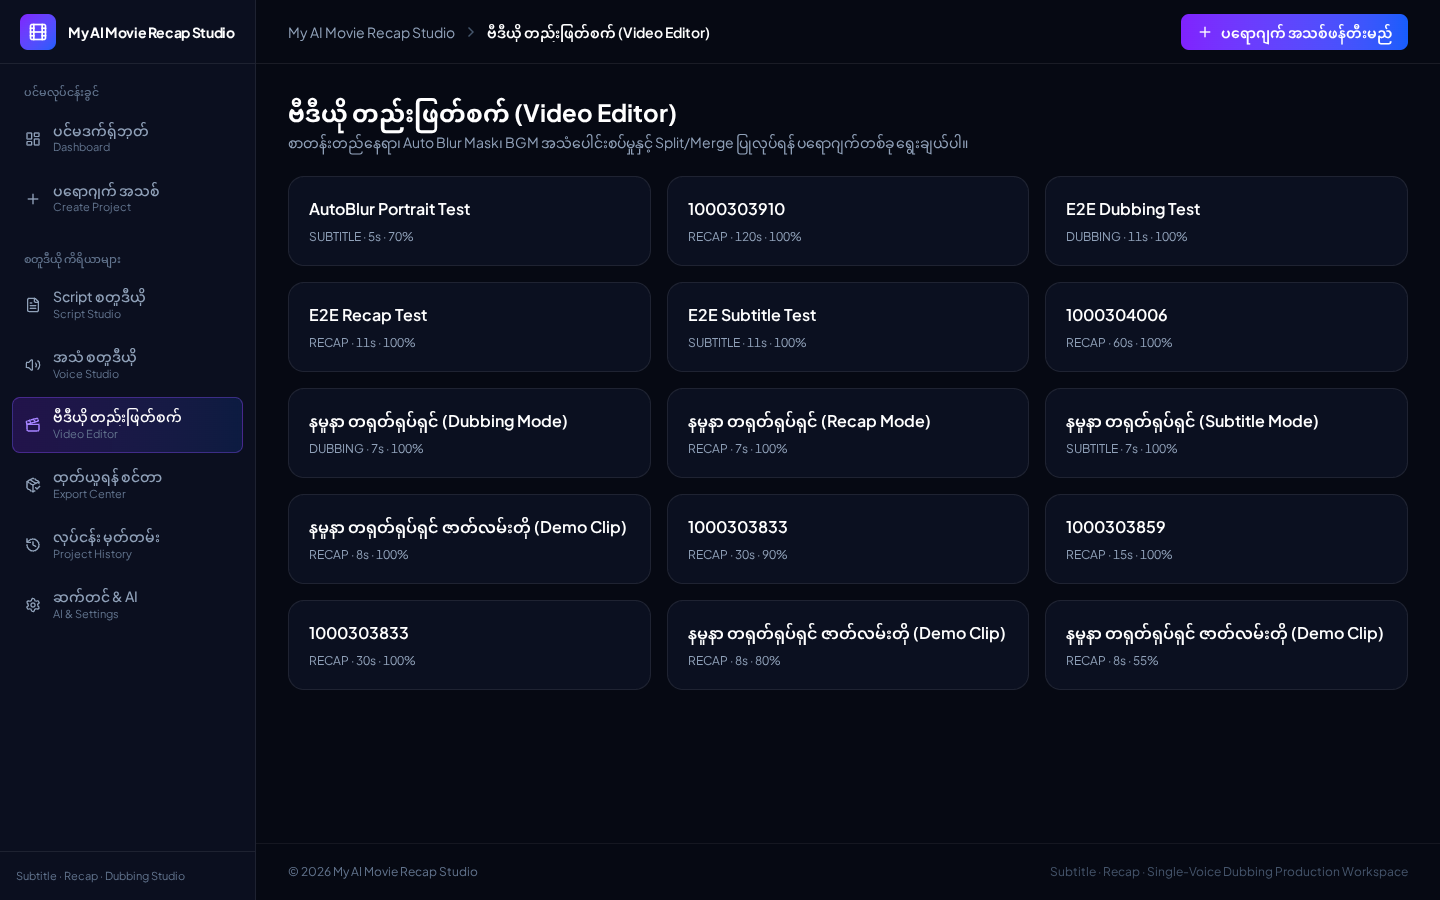 My AI Movie Recap Studio
My AI Movie Recap Studio
ဗီဒီယို တည်းဖြတ်စက် (Video Editor)
ပရောဂျက် အသစ်ဖန်တီးမည်
ပင်မလုပ်ငန်းခွင်
ပင်မဒက်ရှ်ဘုတ်
Dashboard
ပရောဂျက် အသစ်
Create Project
စတူဒီယို ကိရိယာများ
Script စတူဒီယို
Script Studio
အသံ စတူဒီယို
Voice Studio
ဗီဒီယို တည်းဖြတ်စက်
Video Editor
ထုတ်ယူရန် စင်တာ
Export Center
လုပ်ငန်း မှတ်တမ်း
Project History
ဆက်တင် & AI
AI & Settings
Subtitle · Recap · Dubbing Studio
ဗီဒီယို တည်းဖြတ်စက် (Video Editor)
စာတန်းတည်နေရာ၊ Auto Blur Mask၊ BGM အသံပေါင်းစပ်မှုနှင့် Split/Merge ပြုလုပ်ရန် ပရောဂျက်တစ်ခု ရွေးချယ်ပါ။
AutoBlur Portrait Test
SUBTITLE · 5s · 70%
1000303910
RECAP · 120s · 100%
E2E Dubbing Test
DUBBING · 11s · 100%
E2E Recap Test
RECAP · 11s · 100%
E2E Subtitle Test
SUBTITLE · 11s · 100%
1000304006
RECAP · 60s · 100%
နမူနာ တရုတ်ရုပ်ရှင် (Dubbing Mode)
DUBBING · 7s · 100%
နမူနာ တရုတ်ရုပ်ရှင် (Recap Mode)
RECAP · 7s · 100%
နမူနာ တရုတ်ရုပ်ရှင် (Subtitle Mode)
SUBTITLE · 7s · 100%
နမူနာ တရုတ်ရုပ်ရှင် ဇာတ်လမ်းတို (Demo Clip)
RECAP · 8s · 100%
1000303833
RECAP · 30s · 90%
1000303859
RECAP · 15s · 100%
1000303833
RECAP · 30s · 100%
နမူနာ တရုတ်ရုပ်ရှင် ဇာတ်လမ်းတို (Demo Clip)
RECAP · 8s · 80%
နမူနာ တရုတ်ရုပ်ရှင် ဇာတ်လမ်းတို (Demo Clip)
RECAP · 8s · 55%
© 2026 My AI Movie Recap Studio
Subtitle · Recap · Single-Voice Dubbing Production Workspace